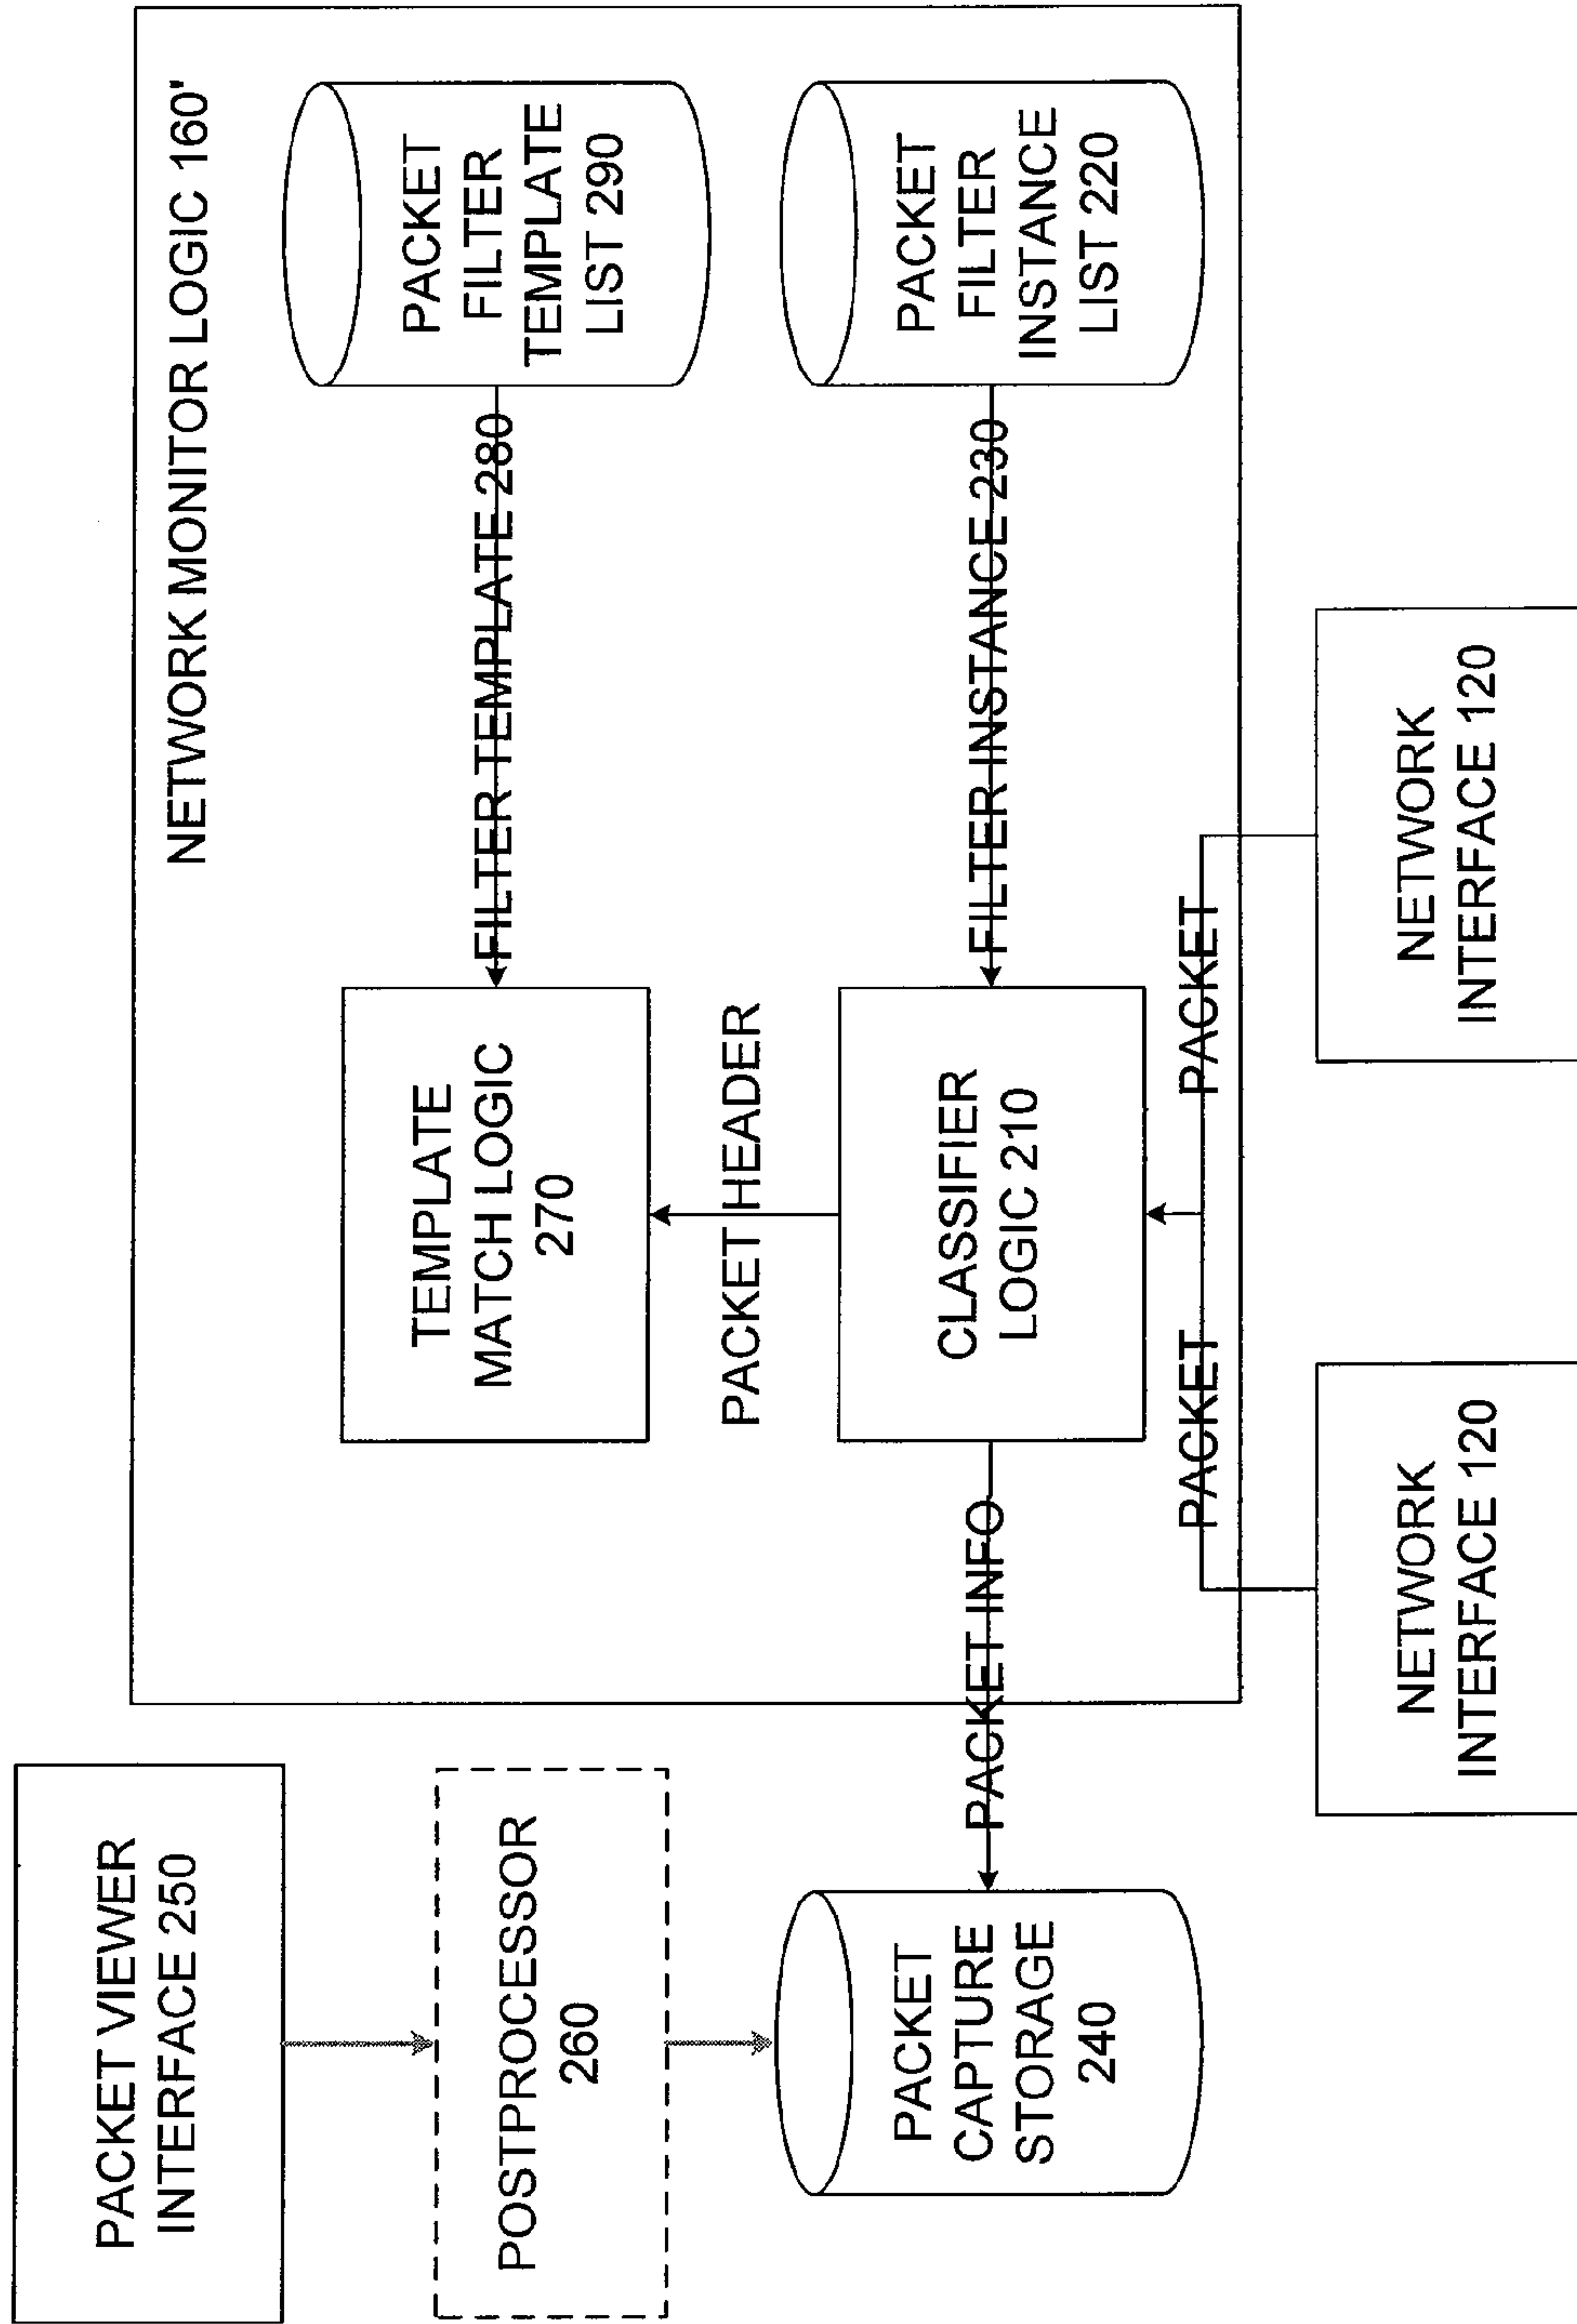 PACKET VIEWER
INTERFACE 250
POSTPROCESSOR
260
PACKET
CAPTURE
STORAGE
240
NETWORK MONITOR LOGIC 160'
TEMPLATE
MATCH LOGIC
270
FILTER TEMPLATE 280
PACKET
FILTER
TEMPLATE
LIST 290
PACKET HEADER
PACKET INFO
CLASSIFIER
LOGIC 210
FILTER INSTANCE 230
PACKET
FILTER
INSTANCE
LIST 220
PACKET
PACKET
NETWORK
INTERFACE 120
NETWORK
INTERFACE 120